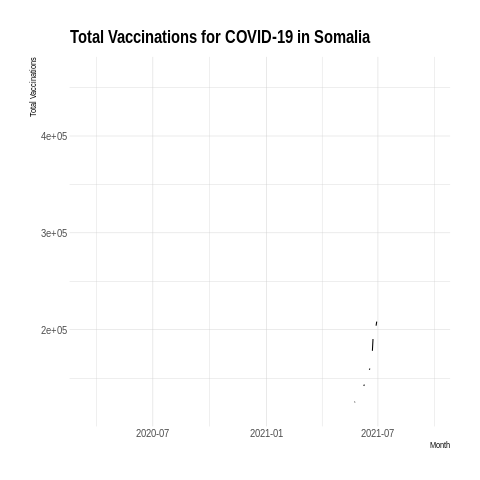 Total Vaccinations for COVID-19 in Somalia
Total Vaccinations
4e+05
3e+05
2e+05
2020-07
2021-01
2021-07
Month